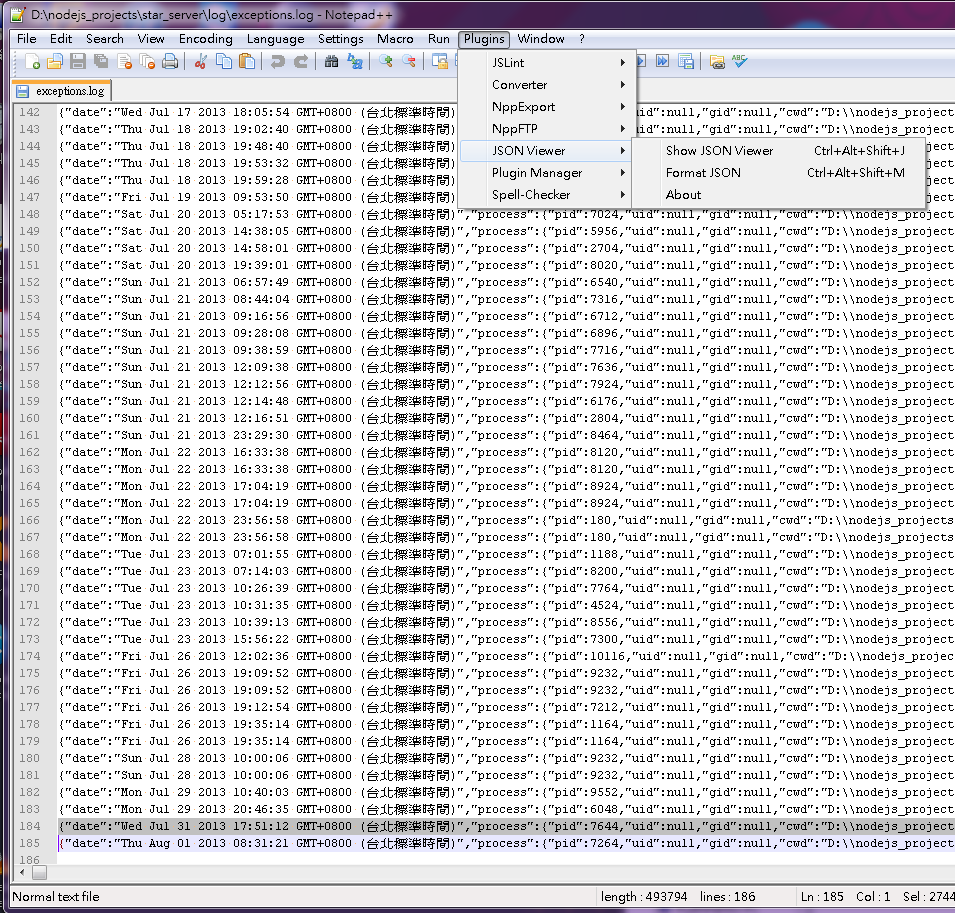 D:\nodejs_projects\star_server\log\exceptions.log - Notepad++
File Edit Search View Encoding Language Settings Macro Run Plugins Window ?
JSLint
Converter
NppExport
NppFTP
JSON Viewer
Plugin Manager
Spell-Checker
Show JSON Viewer Ctrl+Alt+Shift+J
Format JSON Ctrl+Alt+Shift+M
About
exceptions.log
142 {"date":"Wed Jul 17 2013 18:05:54 GMT+0800 (台北標準時間) uid":null,"gid":null,"cwd":"D:\\nodejs_project
143 {"date":"Thu Jul 18 2013 19:02:40 GMT+0800 (台北標準時間)
144 {"date":"Thu Jul 18 2013 19:48:40 GMT+0800 (台北標準時間)
145 {"date":"Thu Jul 18 2013 19:53:32 GMT+0800 (台北標準時間)
146 {"date":"Thu Jul 18 2013 19:59:28 GMT+0800 (台北標準時間)
147 {"date":"Fri Jul 19 2013 09:53:50 GMT+0800 (台北標準時間)
148 {"date":"Sat Jul 20 2013 05:17:53 GMT+0800 (台北標準時間)","process":{"pid":7024,"uid":null,"gid":null,"cwd":"D:\\nodejs_project
149 {"date":"Sat Jul 20 2013 14:38:05 GMT+0800 (台北標準時間)","process":{"pid":5956,"uid":null,"gid":null,"cwd":"D:\\nodejs_project
150 {"date":"Sat Jul 20 2013 14:58:01 GMT+0800 (台北標準時間)","process":{"pid":2704,"uid":null,"gid":null,"cwd":"D:\\nodejs_project
151 {"date":"Sat Jul 20 2013 19:39:01 GMT+0800 (台北標準時間)","process":{"pid":8020,"uid":null,"gid":null,"cwd":"D:\\nodejs_project
152 {"date":"Sun Jul 21 2013 06:57:49 GMT+0800 (台北標準時間)","process":{"pid":6540,"uid":null,"gid":null,"cwd":"D:\\nodejs_project
153 {"date":"Sun Jul 21 2013 08:44:04 GMT+0800 (台北標準時間)","process":{"pid":7316,"uid":null,"gid":null,"cwd":"D:\\nodejs_project
154 {"date":"Sun Jul 21 2013 09:16:56 GMT+0800 (台北標準時間)","process":{"pid":6712,"uid":null,"gid":null,"cwd":"D:\\nodejs_project
155 {"date":"Sun Jul 21 2013 09:28:08 GMT+0800 (台北標準時間)","process":{"pid":6896,"uid":null,"gid":null,"cwd":"D:\\nodejs_project
156 {"date":"Sun Jul 21 2013 09:38:59 GMT+0800 (台北標準時間)","process":{"pid":7716,"uid":null,"gid":null,"cwd":"D:\\nodejs_project
157 {"date":"Sun Jul 21 2013 12:09:38 GMT+0800 (台北標準時間)","process":{"pid":7636,"uid":null,"gid":null,"cwd":"D:\\nodejs_project
158 {"date":"Sun Jul 21 2013 12:12:56 GMT+0800 (台北標準時間)","process":{"pid":7924,"uid":null,"gid":null,"cwd":"D:\\nodejs_project
159 {"date":"Sun Jul 21 2013 12:14:48 GMT+0800 (台北標準時間)","process":{"pid":6176,"uid":null,"gid":null,"cwd":"D:\\nodejs_project
160 {"date":"Sun Jul 21 2013 12:16:51 GMT+0800 (台北標準時間)","process":{"pid":2804,"uid":null,"gid":null,"cwd":"D:\\nodejs_project
161 {"date":"Sun Jul 21 2013 23:29:30 GMT+0800 (台北標準時間)","process":{"pid":8464,"uid":null,"gid":null,"cwd":"D:\\nodejs_project
162 {"date":"Mon Jul 22 2013 16:33:38 GMT+0800 (台北標準時間)","process":{"pid":8120,"uid":null,"gid":null,"cwd":"D:\\nodejs_project
163 {"date":"Mon Jul 22 2013 16:33:38 GMT+0800 (台北標準時間)","process":{"pid":8120,"uid":null,"gid":null,"cwd":"D:\\nodejs_project
164 {"date":"Mon Jul 22 2013 17:04:19 GMT+0800 (台北標準時間)","process":{"pid":8924,"uid":null,"gid":null,"cwd":"D:\\nodejs_project
165 {"date":"Mon Jul 22 2013 17:04:19 GMT+0800 (台北標準時間)","process":{"pid":8924,"uid":null,"gid":null,"cwd":"D:\\nodejs_project
166 {"date":"Mon Jul 22 2013 23:56:58 GMT+0800 (台北標準時間)","process":{"pid":180,"uid":null,"gid":null,"cwd":"D:\\nodejs_projects
167 {"date":"Mon Jul 22 2013 23:56:58 GMT+0800 (台北標準時間)","process":{"pid":180,"uid":null,"gid":null,"cwd":"D:\\nodejs_projects
168 {"date":"Tue Jul 23 2013 07:01:55 GMT+0800 (台北標準時間)","process":{"pid":1188,"uid":null,"gid":null,"cwd":"D:\\nodejs_project
169 {"date":"Tue Jul 23 2013 07:14:03 GMT+0800 (台北標準時間)","process":{"pid":8200,"uid":null,"gid":null,"cwd":"D:\\nodejs_project
170 {"date":"Tue Jul 23 2013 10:26:39 GMT+0800 (台北標準時間)","process":{"pid":7764,"uid":null,"gid":null,"cwd":"D:\\nodejs_project
171 {"date":"Tue Jul 23 2013 10:31:35 GMT+0800 (台北標準時間)","process":{"pid":4524,"uid":null,"gid":null,"cwd":"D:\\nodejs_project
172 {"date":"Tue Jul 23 2013 10:39:13 GMT+0800 (台北標準時間)","process":{"pid":8556,"uid":null,"gid":null,"cwd":"D:\\nodejs_project
173 {"date":"Tue Jul 23 2013 15:56:22 GMT+0800 (台北標準時間)","process":{"pid":7300,"uid":null,"gid":null,"cwd":"D:\\nodejs_project
174 {"date":"Fri Jul 26 2013 12:02:36 GMT+0800 (台北標準時間)","process":{"pid":10116,"uid":null,"gid":null,"cwd":"D:\\nodejs_projec
175 {"date":"Fri Jul 26 2013 19:09:52 GMT+0800 (台北標準時間)","process":{"pid":9232,"uid":null,"gid":null,"cwd":"D:\\nodejs_project
176 {"date":"Fri Jul 26 2013 19:09:52 GMT+0800 (台北標準時間)","process":{"pid":9232,"uid":null,"gid":null,"cwd":"D:\\nodejs_project
177 {"date":"Fri Jul 26 2013 19:12:54 GMT+0800 (台北標準時間)","process":{"pid":7212,"uid":null,"gid":null,"cwd":"D:\\nodejs_project
178 {"date":"Fri Jul 26 2013 19:35:14 GMT+0800 (台北標準時間)","process":{"pid":1164,"uid":null,"gid":null,"cwd":"D:\\nodejs_project
179 {"date":"Fri Jul 26 2013 19:35:14 GMT+0800 (台北標準時間)","process":{"pid":1164,"uid":null,"gid":null,"cwd":"D:\\nodejs_project
180 {"date":"Sun Jul 28 2013 10:00:06 GMT+0800 (台北標準時間)","process":{"pid":9232,"uid":null,"gid":null,"cwd":"D:\\nodejs_project
181 {"date":"Sun Jul 28 2013 10:00:06 GMT+0800 (台北標準時間)","process":{"pid":9232,"uid":null,"gid":null,"cwd":"D:\\nodejs_project
182 {"date":"Mon Jul 29 2013 10:40:03 GMT+0800 (台北標準時間)","process":{"pid":9552,"uid":null,"gid":null,"cwd":"D:\\nodejs_project
183 {"date":"Mon Jul 29 2013 20:46:35 GMT+0800 (台北標準時間)","process":{"pid":6048,"uid":null,"gid":null,"cwd":"D:\\nodejs_project
184 {"date":"Wed Jul 31 2013 17:51:12 GMT+0800 (台北標準時間)","process":{"pid":7644,"uid":null,"gid":null,"cwd":"D:\\nodejs_project
185 {"date":"Thu Aug 01 2013 08:31:21 GMT+0800 (台北標準時間)","process":{"pid":7264,"uid":null,"gid":null,"cwd":"D:\\nodejs_project
186
Normal text file length : 493794 lines : 186 Ln : 185 Col : 1 Sel : 2744